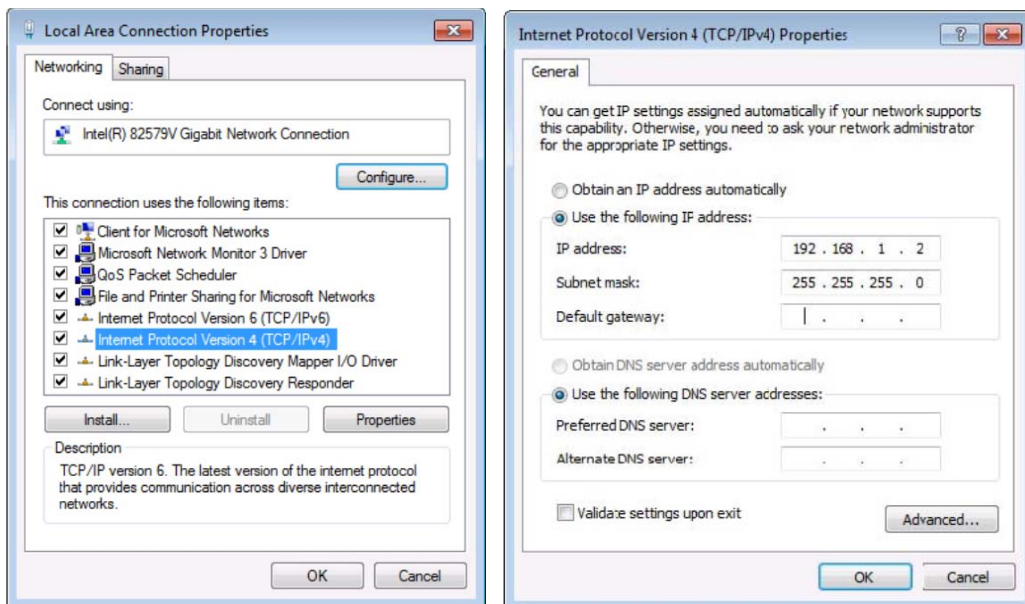 Local Area Connection Properties
Networking
Sharing
Connect using:
Intel(R) 82579V Gigabit Network Connection
Configure...
This connection uses the following items:
Client for Microsoft Networks
Microsoft Network Monitor 3 Driver
QoS Packet Scheduler
File and Printer Sharing for Microsoft Networks
Internet Protocol Version 6 (TCP/IPv6)
Internet Protocol Version 4 (TCP/IPv4)
Link-Layer Topology Discovery Mapper I/O Driver
Link-Layer Topology Discovery Responder
Install...
Uninstall
Properties
Description
TCP/IP version 6. The latest version of the internet protocol
that provides communication across diverse interconnected
networks.
OK
Cancel
Internet Protocol Version 4 (TCP/IPv4) Properties
General
You can get IP settings assigned automatically if your network supports
this capability. Otherwise, you need to ask your network administrator
for the appropriate IP settings.
Obtain an IP address automatically
Use the following IP address:
IP address: 192 . 168 . 1 . 2
Subnet mask: 255 . 255 . 255 . 0
Default gateway: . . .
Obtain DNS server address automatically
Use the following DNS server addresses:
Preferred DNS server: . . .
Alternate DNS server: . . .
Validate settings upon exit
Advanced...
OK
Cancel